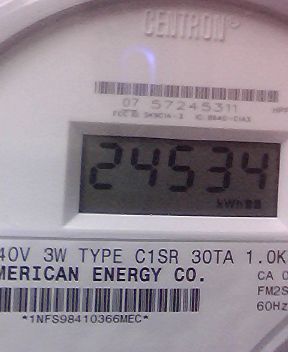 CENTRON®
07 57245311
24534
kWh
40V 3W TYPE C1SR 30TA 1.0K
MERICAN ENERGY CO.
CA 0
FM2S
60Hz
*1NFS98410366MEC*